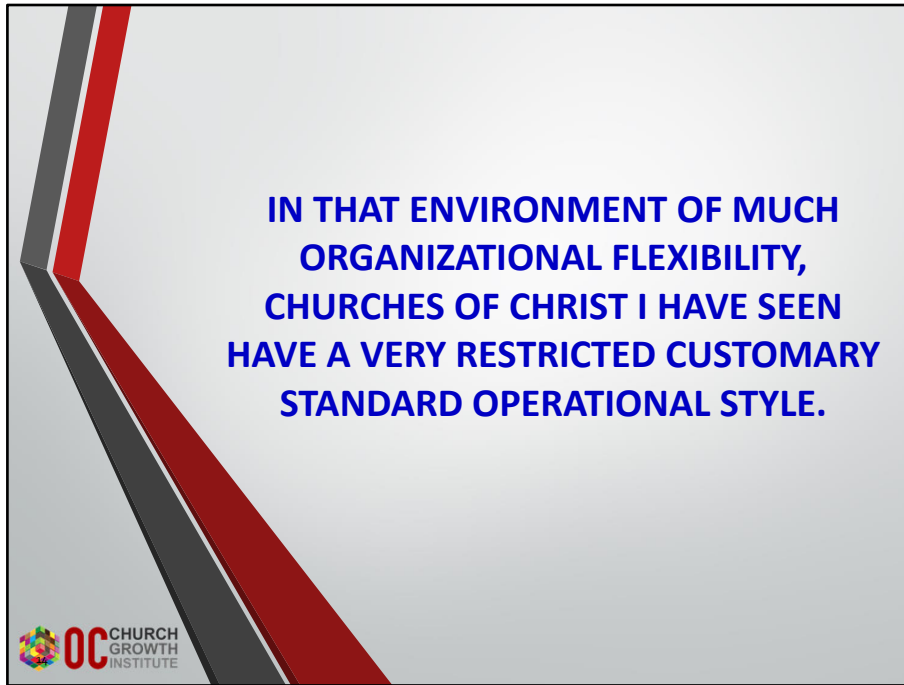 IN THAT ENVIRONMENT OF MUCH
ORGANIZATIONAL FLEXIBILITY,
CHURCHES OF CHRIST I HAVE SEEN
HAVE A VERY RESTRICTED CUSTOMARY
STANDARD OPERATIONAL STYLE.
OC CHURCH
GROWTH
INSTITUTE